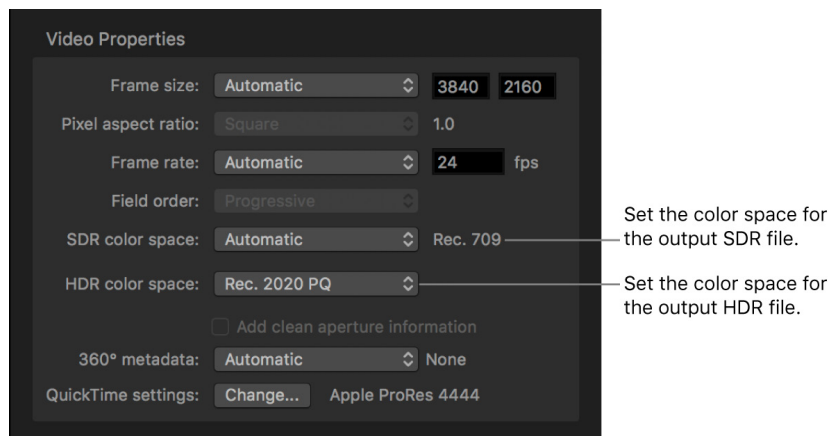 Video Properties
Frame size: Automatic 3840 2160
Pixel aspect ratio: Square 1.0
Frame rate: Automatic 24 fps
Field order: Progressive
SDR color space: Automatic Rec. 709
Set the color space for
the output SDR file.
HDR color space: Rec. 2020 PQ
Set the color space for
the output HDR file.
Add clean aperture information
360° metadata: Automatic None
QuickTime settings: Change... Apple ProRes 4444